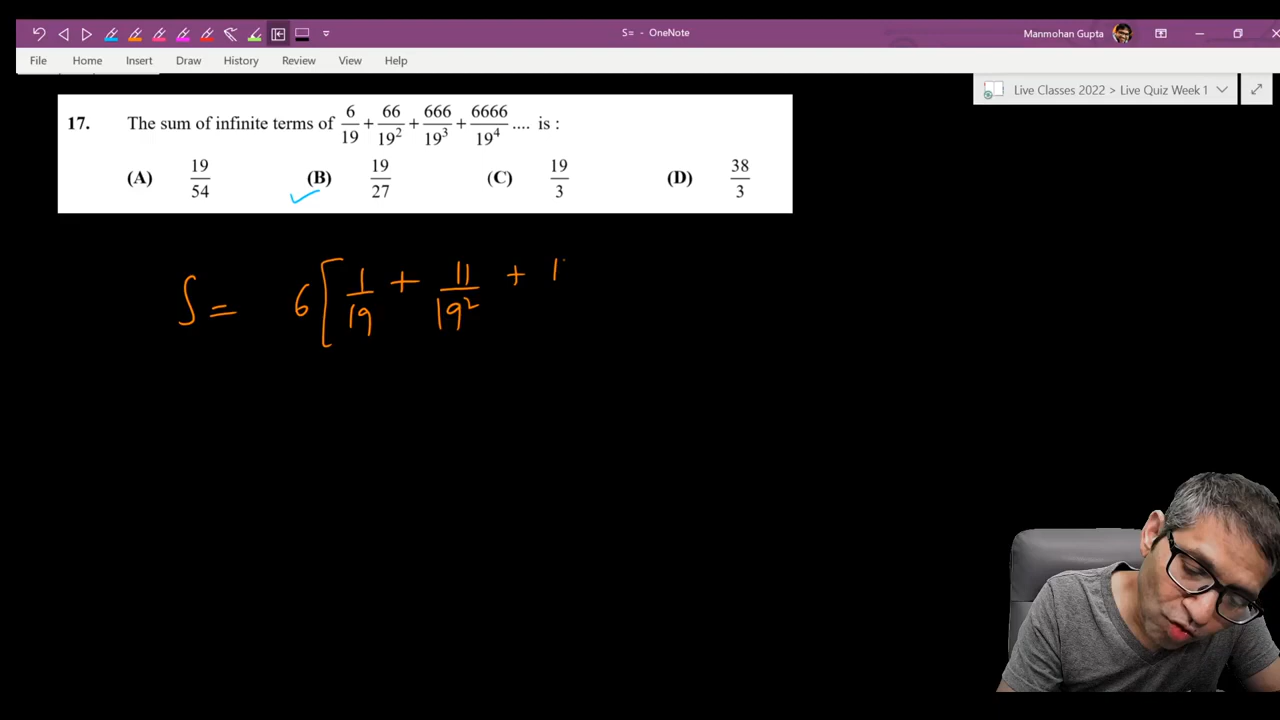 S= - OneNote
Manmohan Gupta
File Home Insert Draw History Review View Help
Live Classes 2022 > Live Quiz Week 1
17. The sum of infinite terms of 6/19 + 66/19² + 666/19³ + 6666/19⁴ .... is :
(A) 19/54 (B) 19/27 (C) 19/3 (D) 38/3
S = 6[1/19 + 11/19² + 1